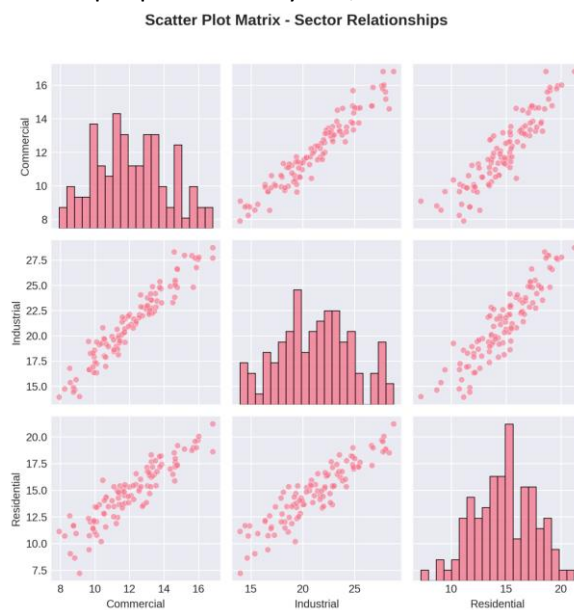 Scatter Plot Matrix - Sector Relationships
16
14
12
10
8
Commercial
27.5
25.0
22.5
20.0
17.5
15.0
Industrial
20.0
17.5
15.0
12.5
10.0
7.5
Residential
8 10 12 14 16
15 20 25
10 15 20
Commercial Industrial Residential